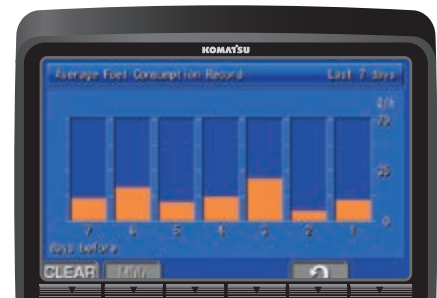 KOMATSU
Average Fuel Consumption Record Last 7 days
ℓ/h
70
35
0
7 6 5 4 3 2 1
days before
CLEAR